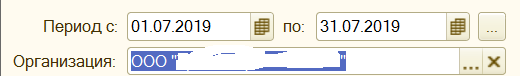 Период с: 01.07.2019 по: 31.07.2019 ...
Организация: ООО " " ...